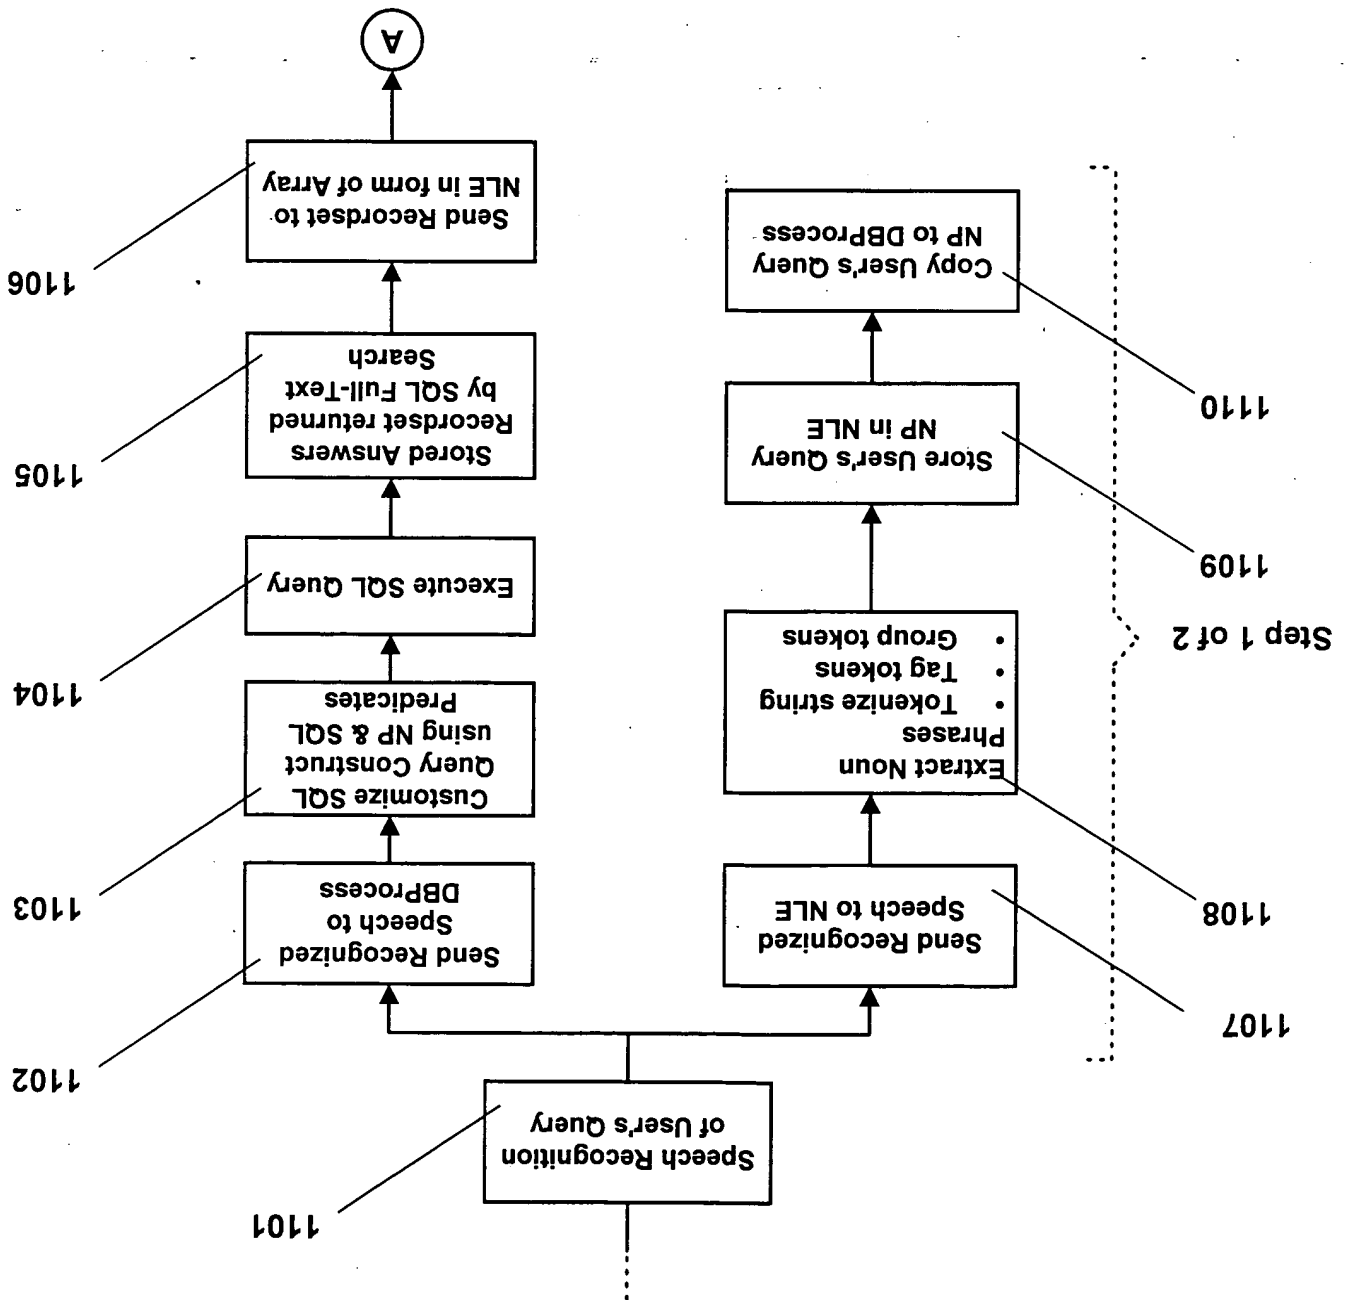 1101
Speech Recognition
of User's Query
1107
Send Recognized
Speech to NLE
1108
Extract Noun
Phrases
• Tokenize string
• Tag tokens
• Group tokens
Step 1 of 2
1109
Store User's Query
NP in NLE
1110
Copy User's Query
NP to DBProcess
1102
Send Recognized
Speech to
DBProcess
1103
Customize SQL
Query Construct
using NP & SQL
Predicates
1104
Execute SQL Query
1105
Stored Answers
Recordset returned
by SQL Full-Text
Search
1106
Send Recordset to
NLE in form of Array
A